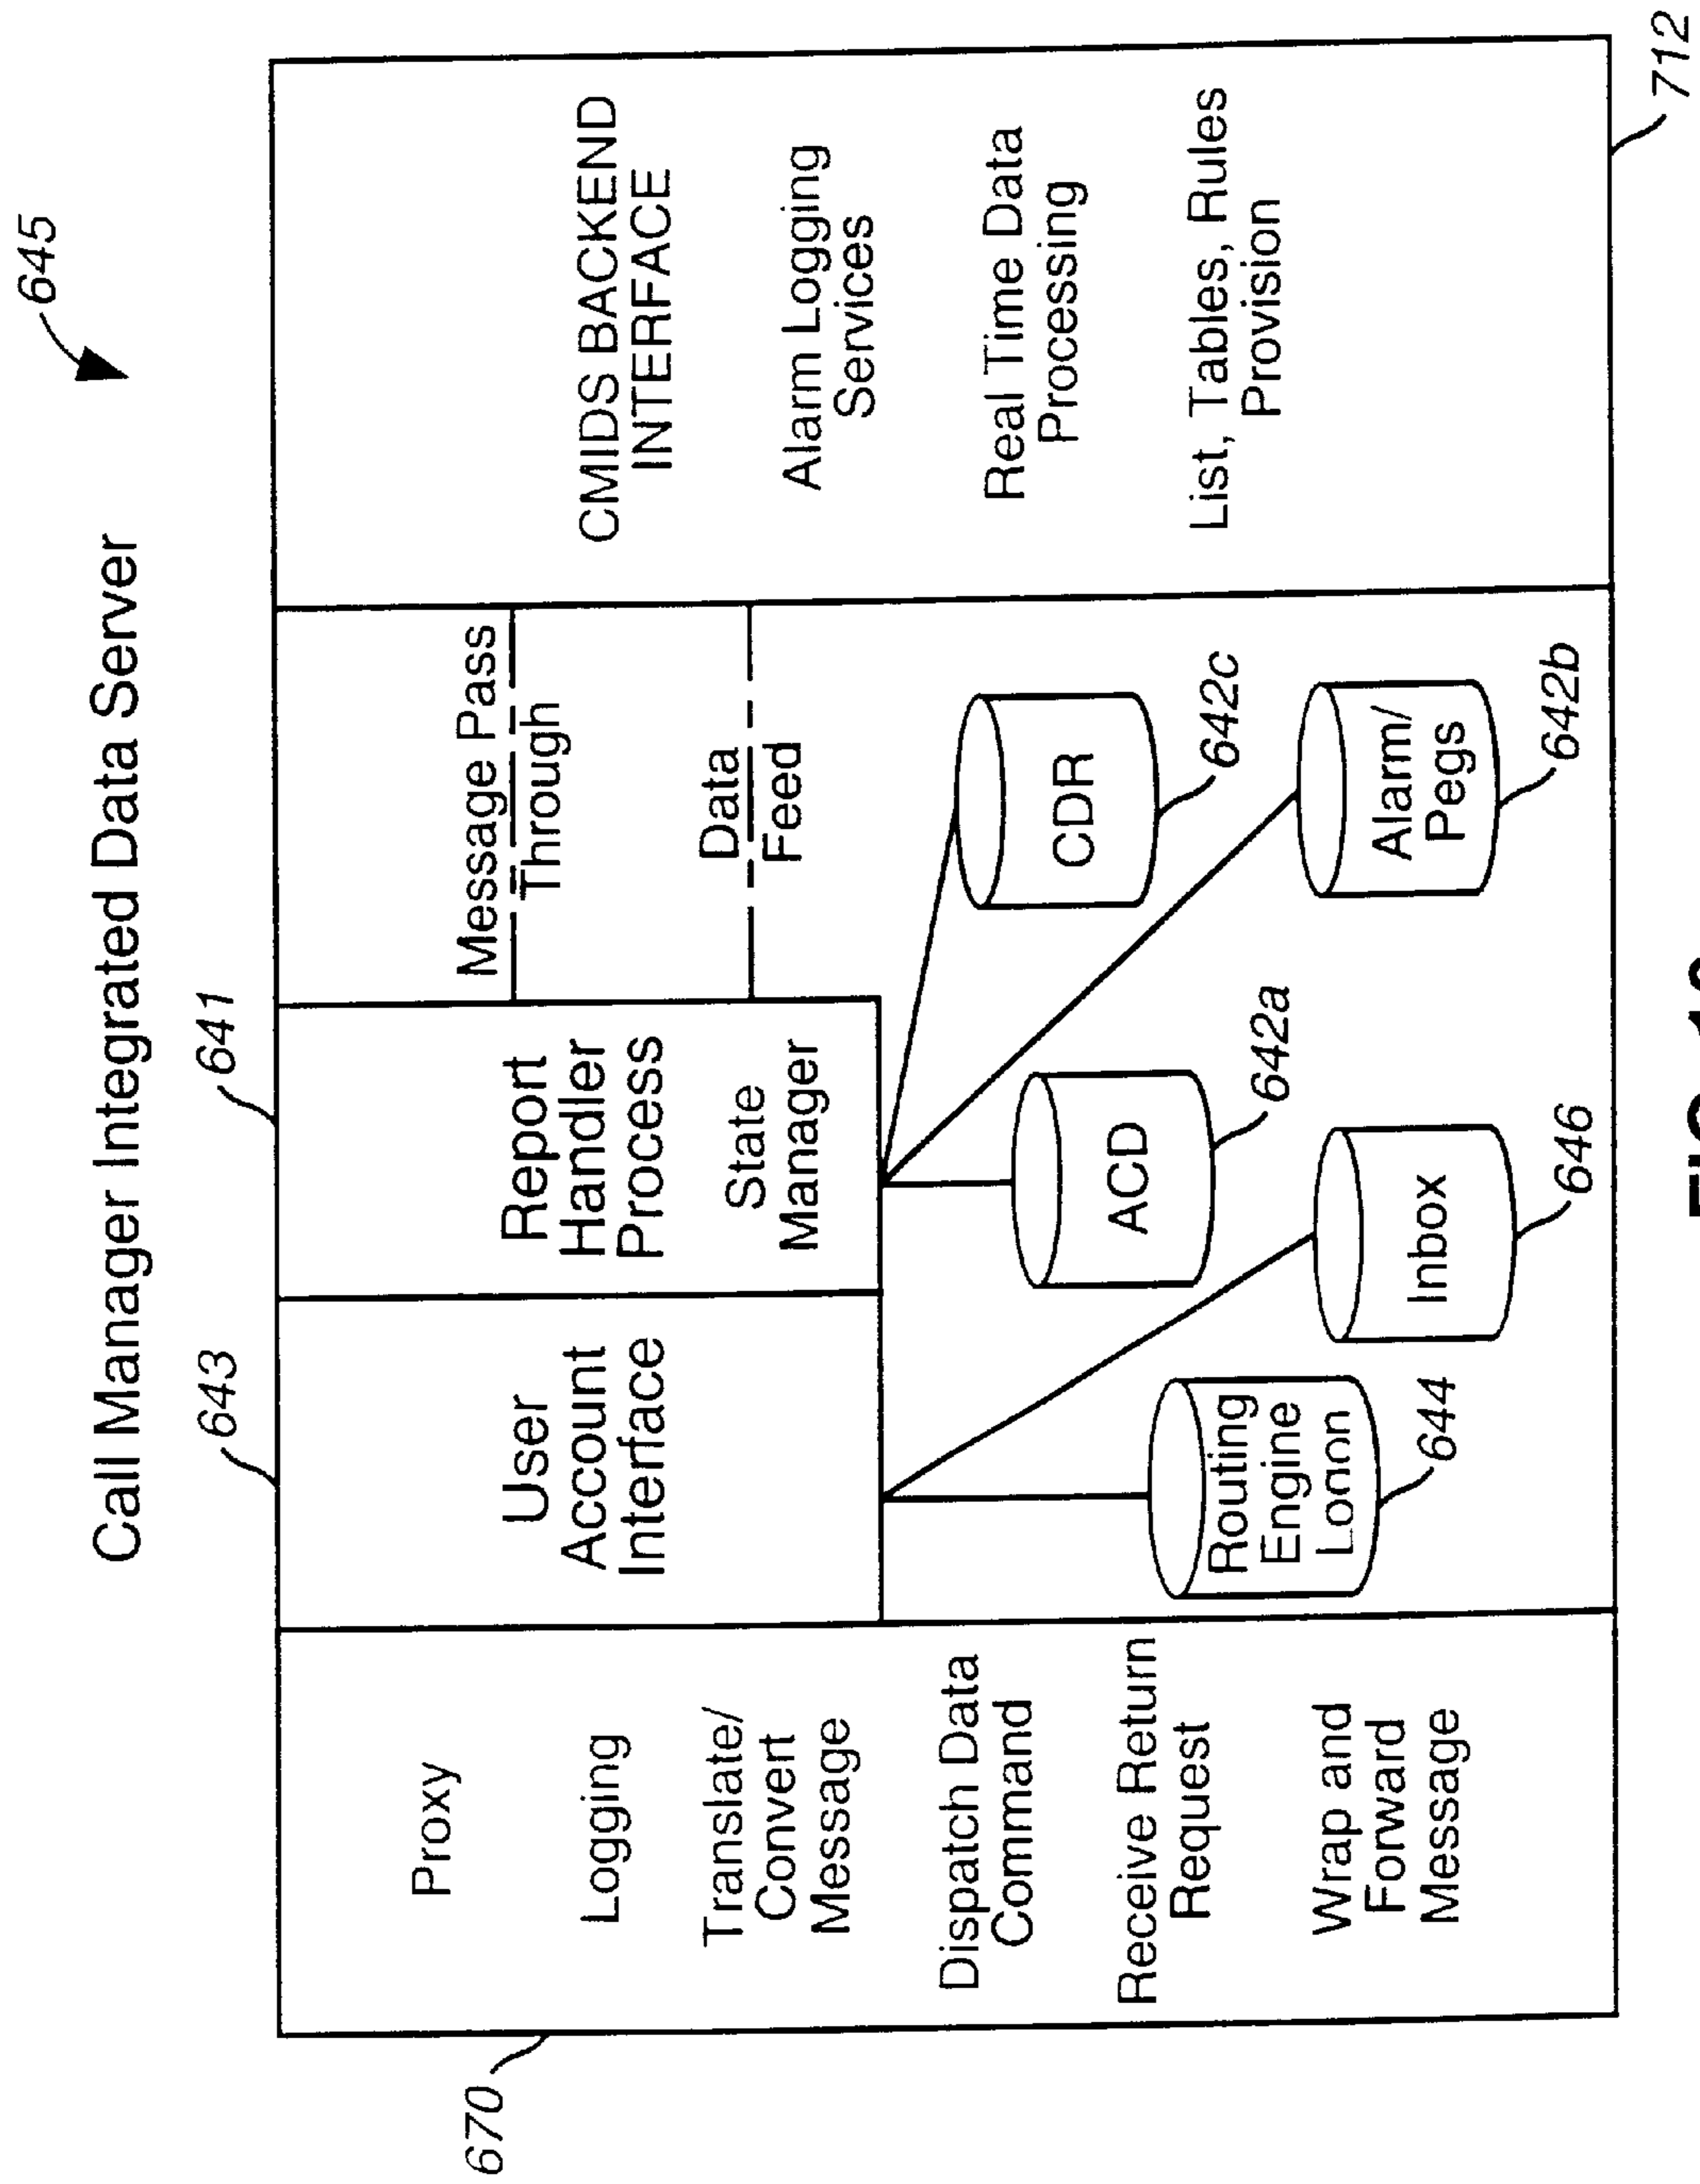 Call Manager Integrated Data Server
645
670
643
641
Proxy
Logging
Translate/
Convert
Message
Dispatch Data
Command
Receive Return
Request
Wrap and
Forward
Message
User
Account
Interface
Report
Handler
Process
State
Manager
Message Pass
Through
Data
Feed
Routing
Engine
Logon
644
Inbox
646
ACD
642a
CDR
642c
Alarm/
Pegs
642b
CMIDS BACKEND
INTERFACE
Alarm Logging
Services
Real Time Data
Processing
List, Tables, Rules
Provision
712